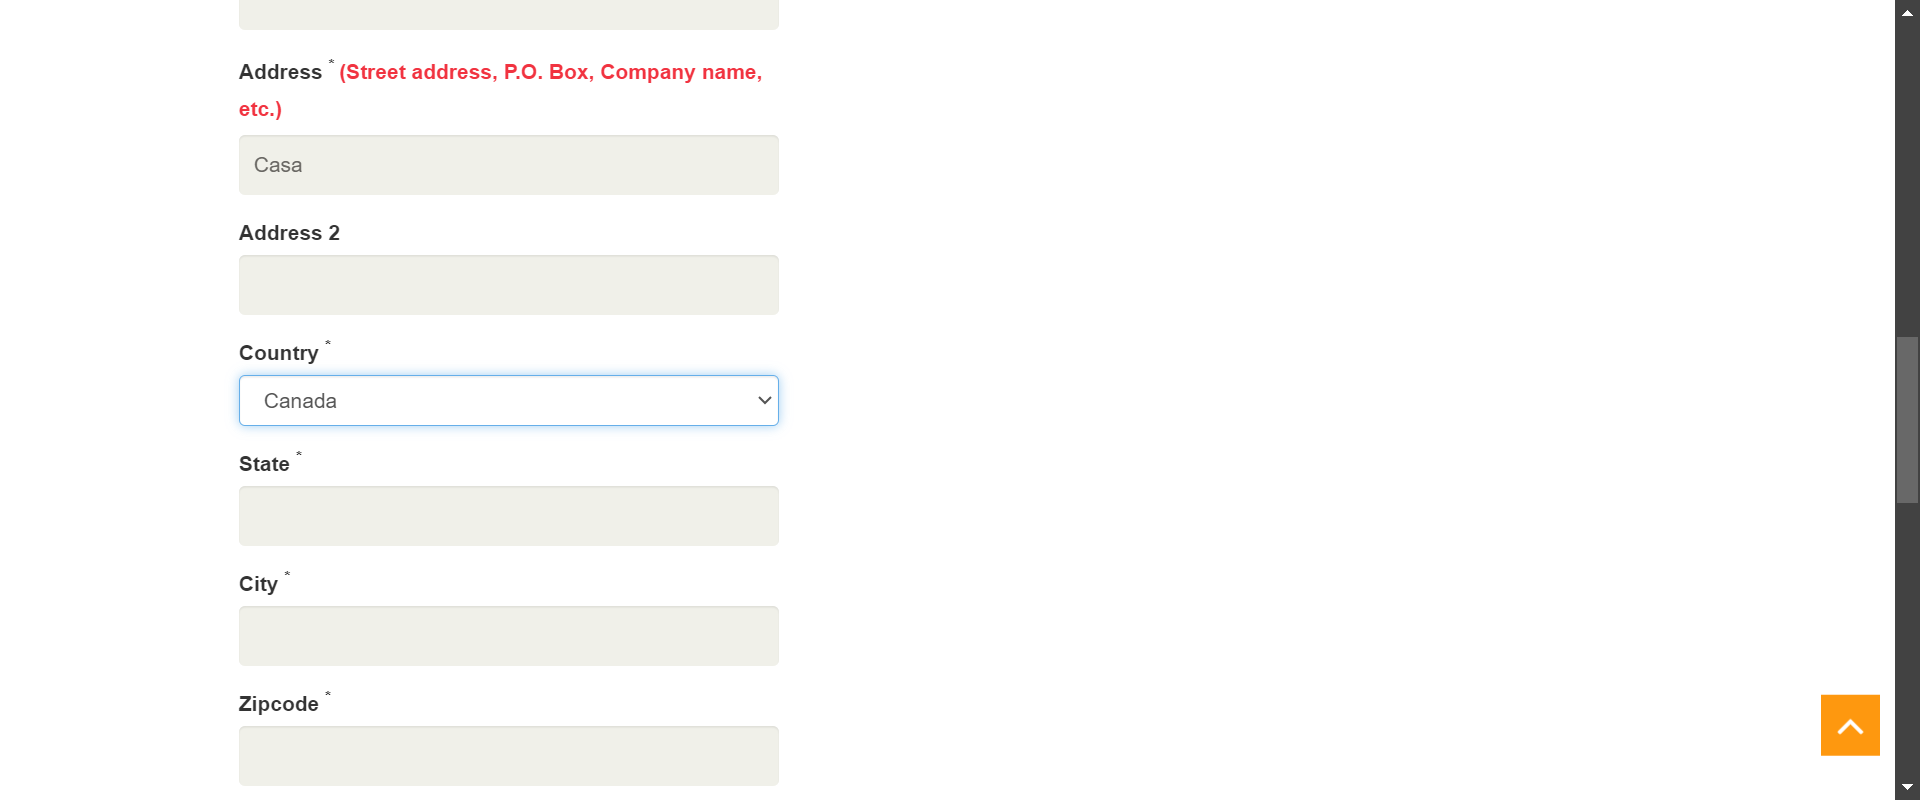 Address * (Street address, P.O. Box, Company name,
etc.)
Casa
Address 2
Country *
Canada
State *
City *
Zipcode *